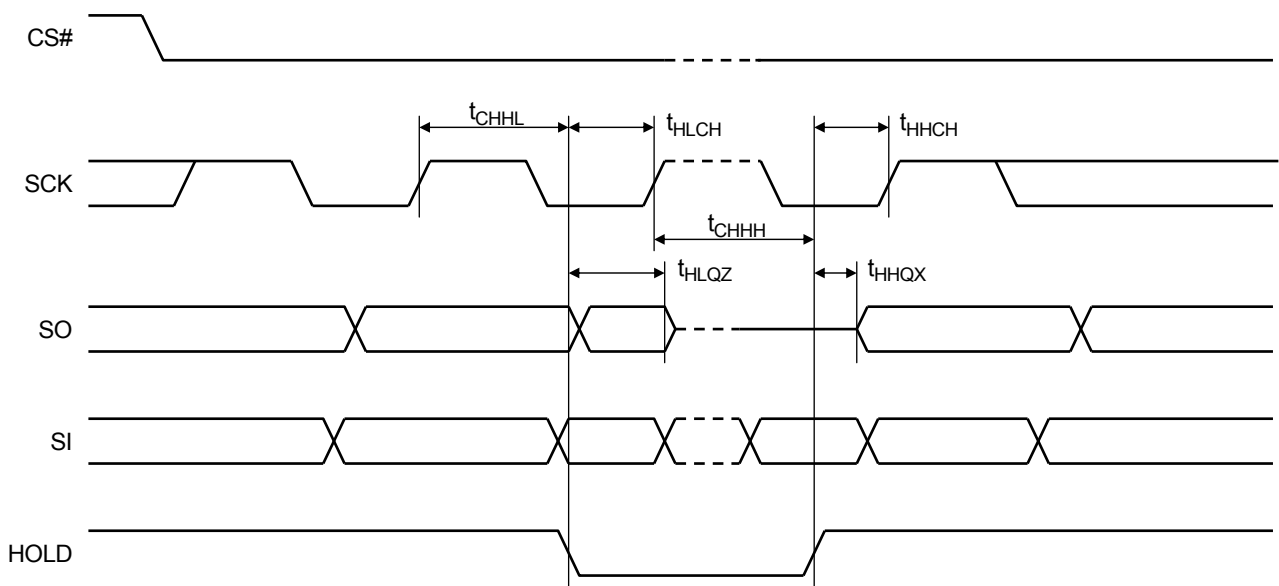 CS#
tCHHL
tHLCH
tHHCH
SCK
tCHHH
tHLQZ
tHHQX
SO
SI
HOLD